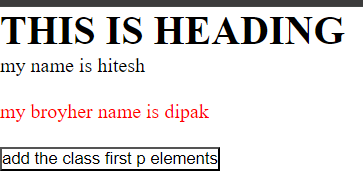 THIS IS HEADING
my name is hitesh
my broyher name is dipak
add the class first p elements